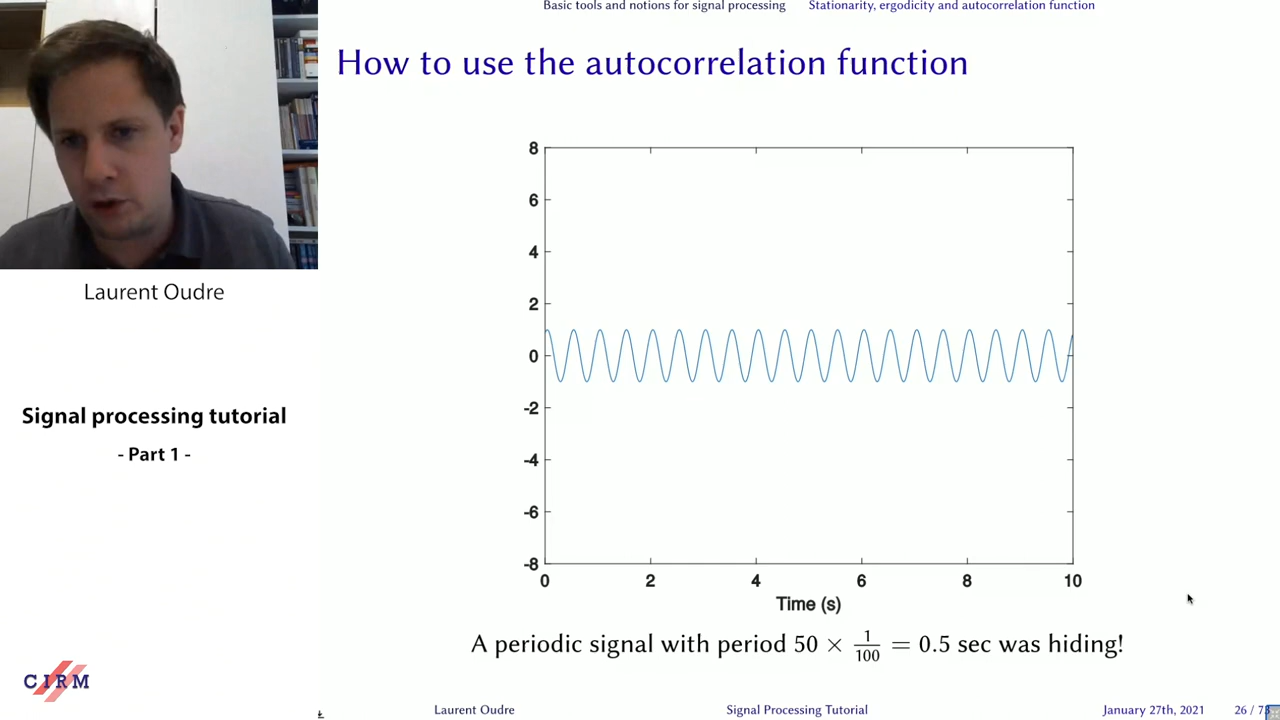 Basic tools and notions for signal processing Stationarity, ergodicity and autocorrelation function
How to use the autocorrelation function
8
6
4
2
0
-2
-4
-6
-8
0 2 4 6 8 10
Time (s)
A periodic signal with period 50 × 1/100 = 0.5 sec was hiding!
Laurent Oudre
Signal processing tutorial
- Part 1 -
CIRM
Laurent Oudre Signal Processing Tutorial January 27th, 2021 26 /